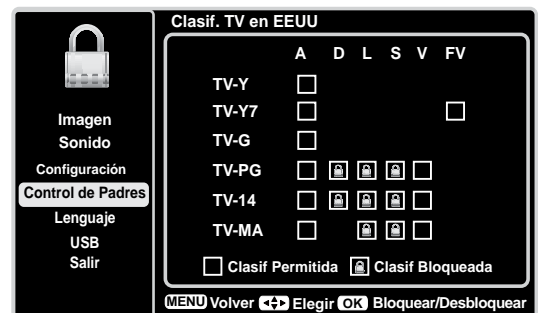 Clasif. TV en EEUU
A D L S V FV
TV-Y
TV-Y7
TV-G
TV-PG
TV-14
TV-MA
Clasif Permitida Clasif Bloqueada
Imagen
Sonido
Configuración
Control de Padres
Lenguaje
USB
Salir
MENU Volver Elegir OK Bloquear/Desbloquear